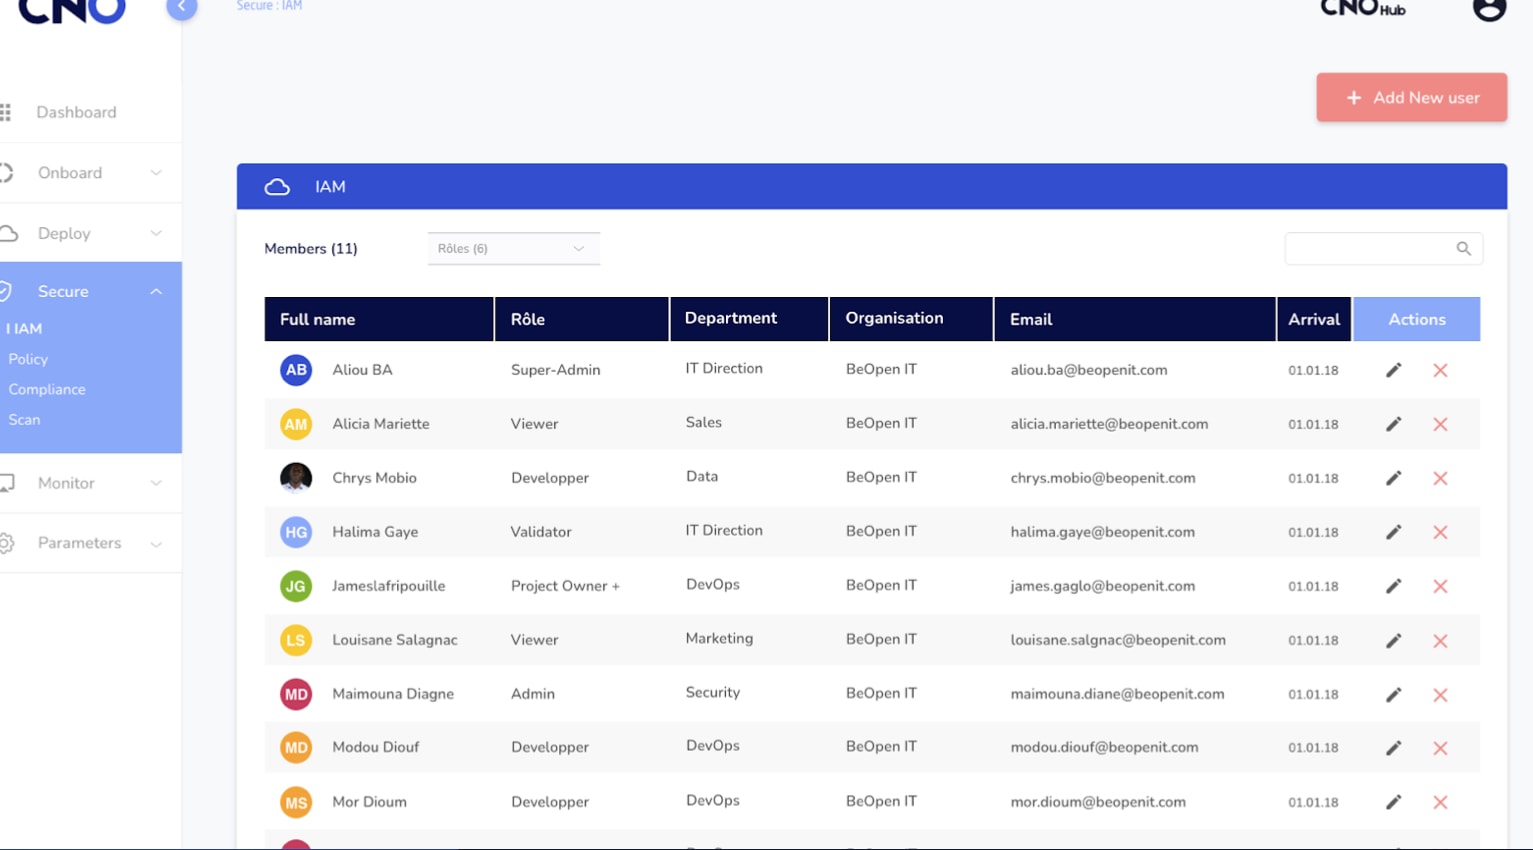 CNO
Secure : IAM
CNO Hub
+ Add New user
Dashboard
Onboard
Deploy
Secure
I IAM
Policy
Compliance
Scan
Monitor
Parameters
IAM
Members (11)
Rôles (6)
Full name Rôle Department Organisation Email Arrival Actions
AB Aliou BA Super-Admin IT Direction BeOpen IT aliou.ba@beopenit.com 01.01.18
AM Alicia Mariette Viewer Sales BeOpen IT alicia.mariette@beopenit.com 01.01.18
Chrys Mobio Developper Data BeOpen IT chrys.mobio@beopenit.com 01.01.18
HG Halima Gaye Validator IT Direction BeOpen IT halima.gaye@beopenit.com 01.01.18
JG Jameslafripouille Project Owner + DevOps BeOpen IT james.gaglo@beopenit.com 01.01.18
LS Louisane Salagnac Viewer Marketing BeOpen IT louisane.salgnac@beopenit.com 01.01.18
MD Maimouna Diagne Admin Security BeOpen IT maimouna.diane@beopenit.com 01.01.18
MD Modou Diouf Developper DevOps BeOpen IT modou.diouf@beopenit.com 01.01.18
MS Mor Dioum Developper DevOps BeOpen IT mor.dioum@beopenit.com 01.01.18